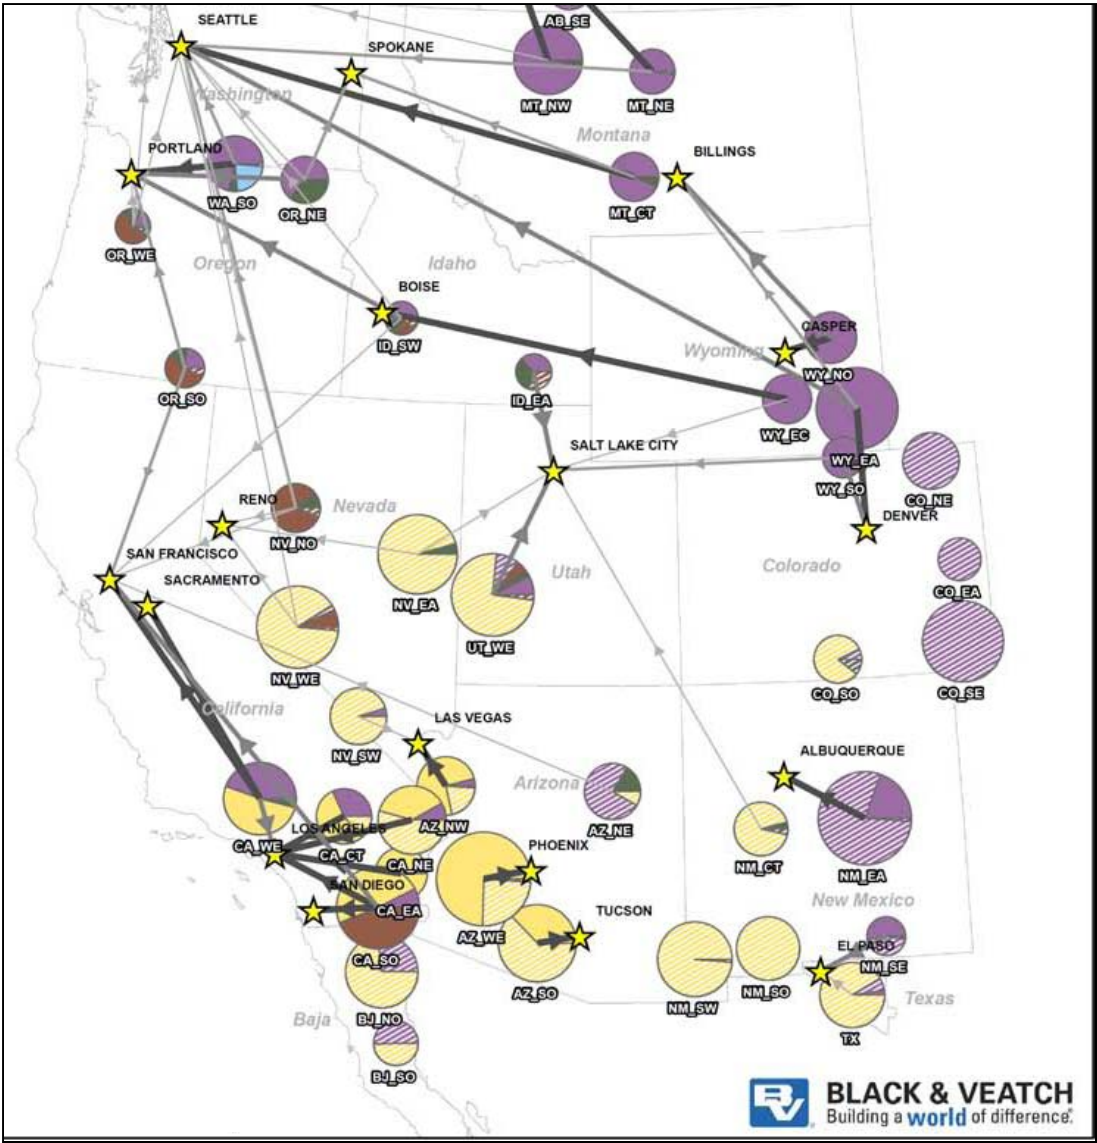 SEATTLE
AB_SE
SPOKANE
Washington
MT_NW
MT_NE
Montana
PORTLAND
BILLINGS
WA_SO
OR_NE
MT_CT
OR_WE
Oregon
Idaho
BOISE
CASPER
ID_SW
Wyoming
WY_NO
OR_SO
ID_EA
WY_EC
SALT LAKE CITY
WY_EA
WY_SO
CO_NE
RENO
Nevada
DENVER
NV_NO
SAN FRANCISCO
SACRAMENTO
Utah
Colorado
CO_EA
NV_EA
UT_WE
NV_WE
CO_SO
CO_SE
California
LAS VEGAS
NV_SW
ALBUQUERQUE
Arizona
LOS ANGELES
AZ_NW
AZ_NE
CA_WE
CA_CT
CA_NE
PHOENIX
NM_CT
NM_EA
SAN DIEGO
New Mexico
CA_EA
TUCSON
AZ_WE
EL PASO
CA_SO
NM_SE
AZ_SO
NM_SW
NM_SO
Texas
Baja
BJ_NO
TX
BJ_SO
BV
BLACK & VEATCH
Building a world of difference.